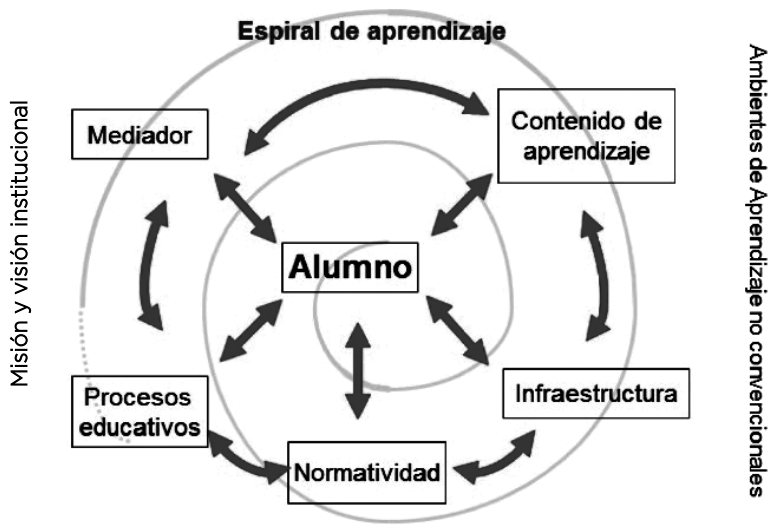 Espiral de aprendizaje
Misión y visión institucional
Ambientes de Aprendizaje no convencionales
Mediador
Contenido de
aprendizaje
Alumno
Procesos
educativos
Infraestructura
Normatividad